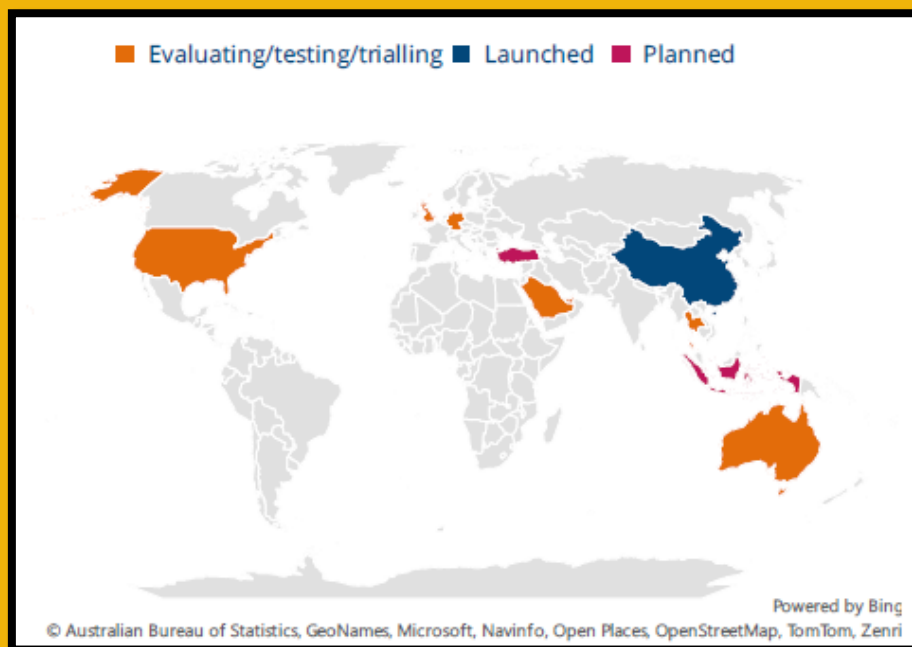 Evaluating/testing/trialling Launched Planned
Powered by Bing
© Australian Bureau of Statistics, GeoNames, Microsoft, Navinfo, Open Places, OpenStreetMap, TomTom, Zenri